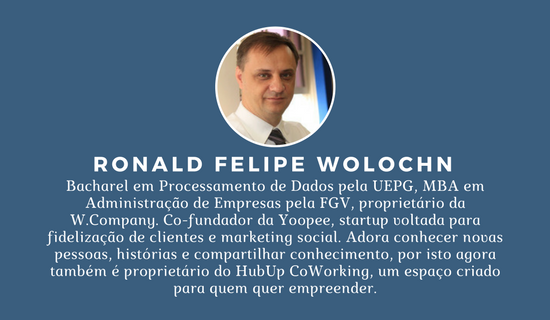 RONALD FELIPE WOLOCHN
Bacharel em Processamento de Dados pela UEPG, MBA em
Administração de Empresas pela FGV, proprietário da
W.Company. Co-fundador da Yoopee, startup voltada para
fidelização de clientes e marketing social. Adora conhecer novas
pessoas, histórias e compartilhar conhecimento, por isto agora
também é proprietário do HubUp CoWorking, um espaço criado
para quem quer empreender.